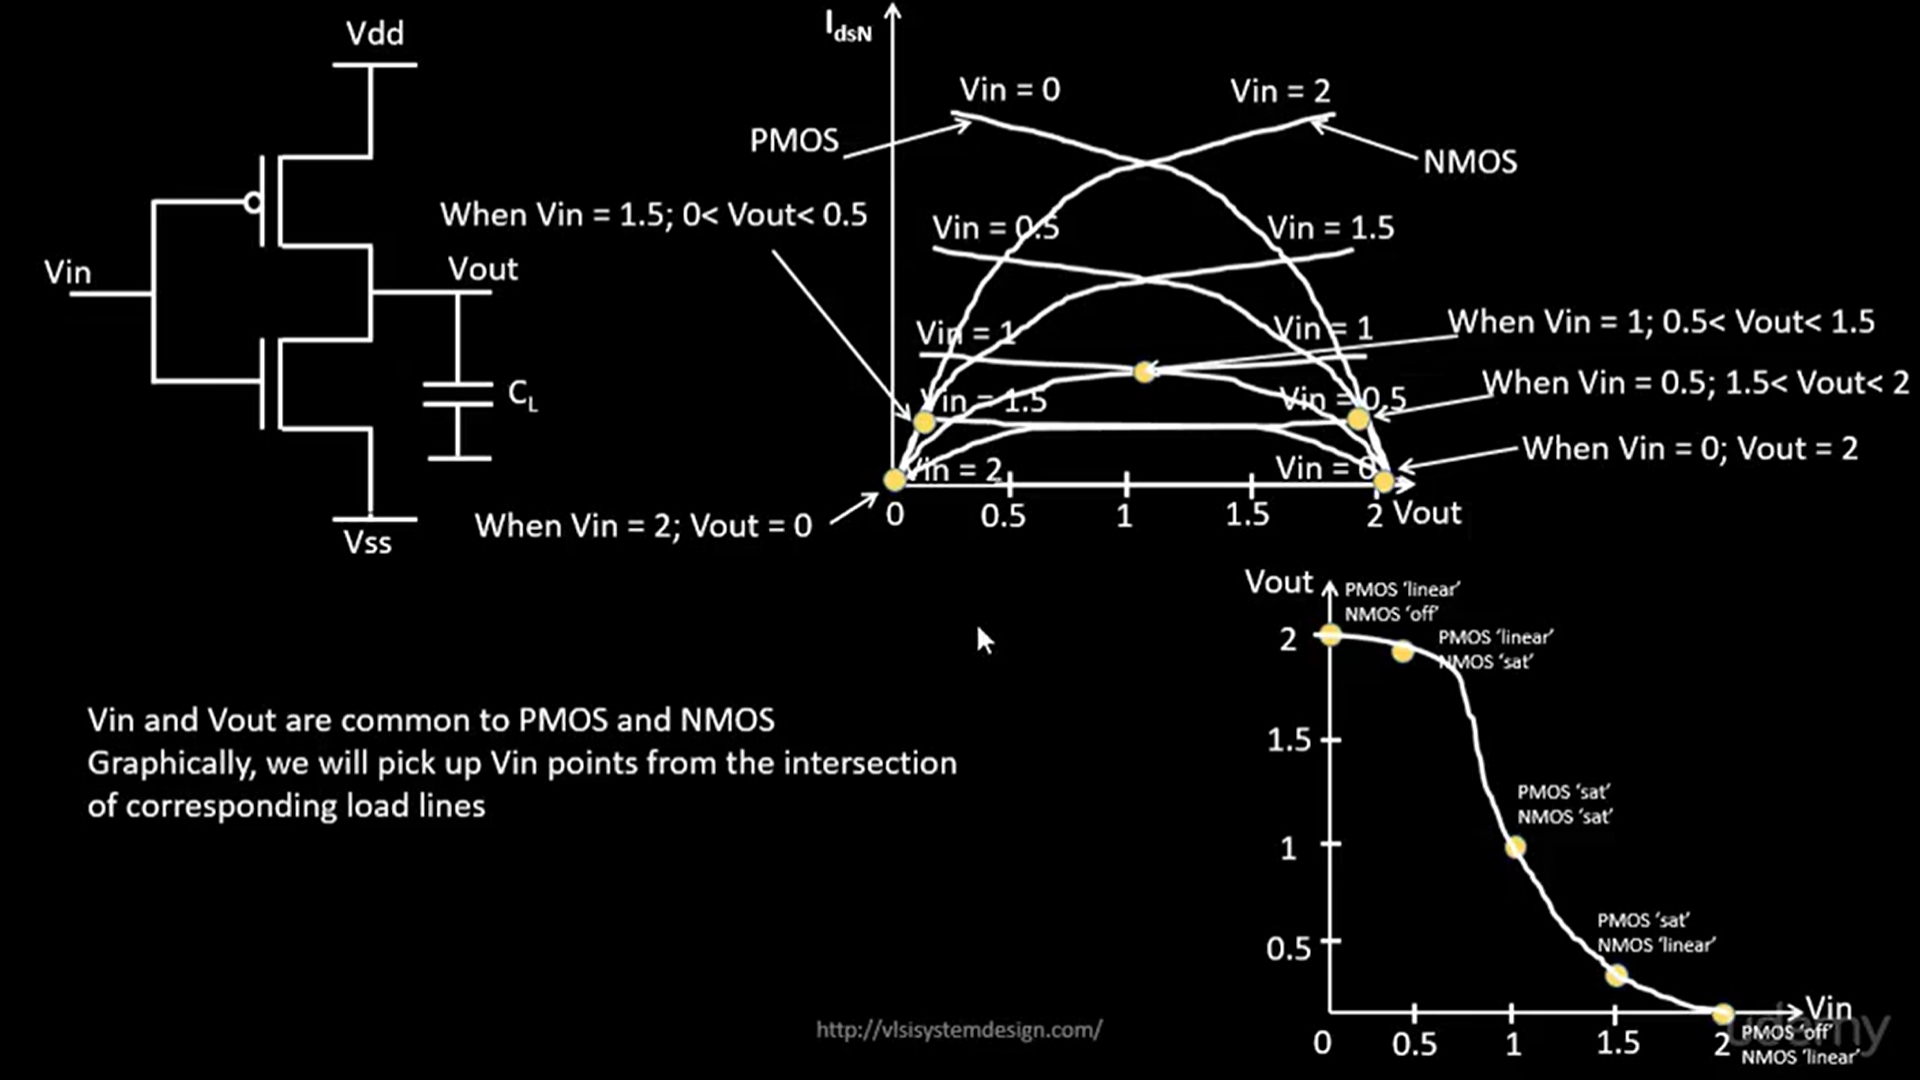 Vdd
Vin
Vout
CL
Vss
IdsN
Vin = 0
Vin = 2
PMOS
NMOS
When Vin = 1.5; 0< Vout< 0.5
Vin = 0.5
Vin = 1.5
Vin = 1
Vin = 1
When Vin = 1; 0.5< Vout< 1.5
Vin = 1.5
Vin = 0.5
When Vin = 0.5; 1.5< Vout< 2
Vin = 2
Vin = 0
When Vin = 0; Vout = 2
When Vin = 2; Vout = 0
0 0.5 1 1.5 2 Vout
Vin and Vout are common to PMOS and NMOS
Graphically, we will pick up Vin points from the intersection
of corresponding load lines
Vout
PMOS ‘linear’
NMOS ‘off’
2
PMOS ‘linear’
NMOS ‘sat’
1.5
PMOS ‘sat’
NMOS ‘sat’
1
PMOS ‘sat’
NMOS ‘linear’
0.5
Vin
0 0.5 1 1.5 2
PMOS ‘off’
NMOS ‘linear’
http://vlsisystemdesign.com/
udemy